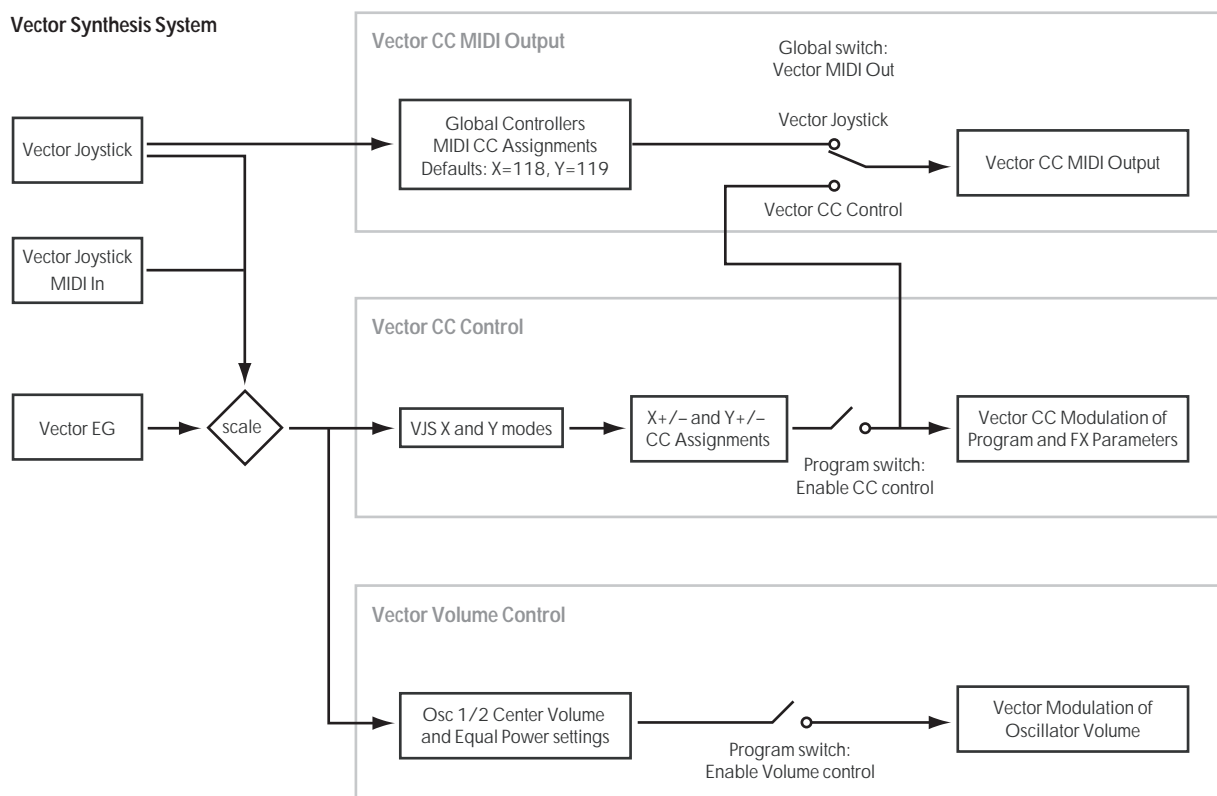 Vector Synthesis System
Vector CC MIDI Output
Global switch:
Vector MIDI Out
Vector Joystick
Global Controllers
MIDI CC Assignments
Defaults: X=118, Y=119
Vector Joystick
Vector CC MIDI Output
Vector CC Control
Vector Joystick
MIDI In
Vector CC Control
Vector EG
scale
VJS X and Y modes
X+/– and Y+/–
CC Assignments
Program switch:
Enable CC control
Vector CC Modulation of
Program and FX Parameters
Vector Volume Control
Osc 1/2 Center Volume
and Equal Power settings
Program switch:
Enable Volume control
Vector Modulation of
Oscillator Volume